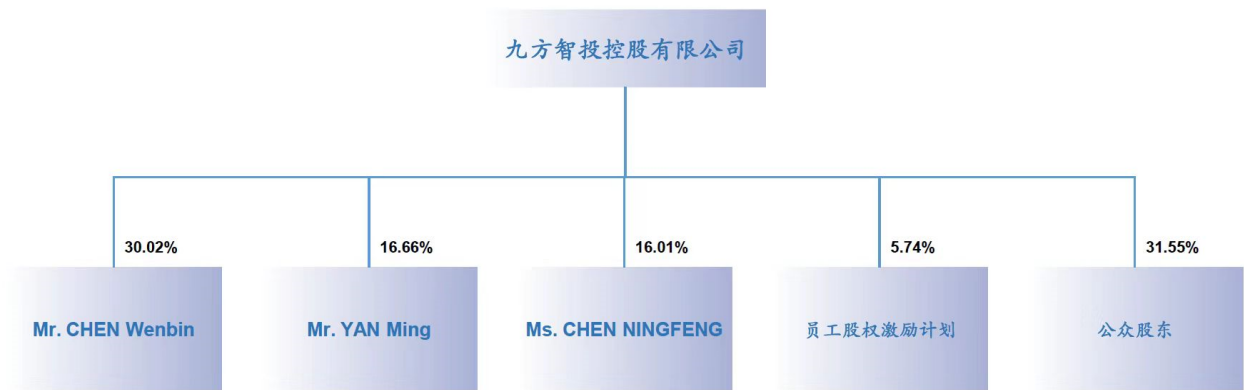 九方智投控股有限公司
30.02%
16.66%
16.01%
5.74%
31.55%
Mr. CHEN Wenbin
Mr. YAN Ming
Ms. CHEN NINGFENG
员工股权激励计划
公众股东